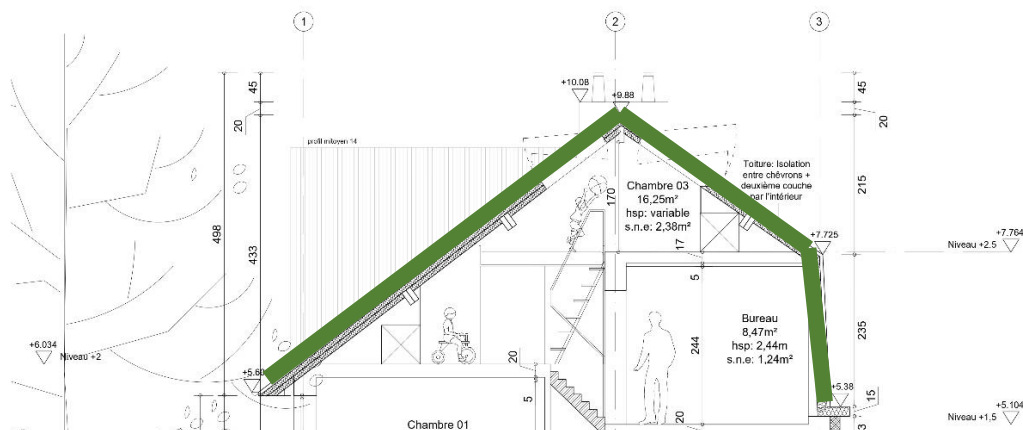 1
2
3
+10.08
+9.88
45
20
45
20
profil mitoyen 14
Toiture: Isolation
entre chêvrons +
deuxième couche
par l'intérieur
Chambre 03
16,25m²
hsp: variable
s.n.e: 2,38m²
170
215
498
433
+7.725
Niveau +2.5
+7.764
17
5
Bureau
8,47m²
hsp: 2,44m
s.n.e: 1,24m²
244
235
+6.034
Niveau +2
+5.60
20
5
20
+5.38
15
3
+5.104
Niveau +1,5
Chambre 01